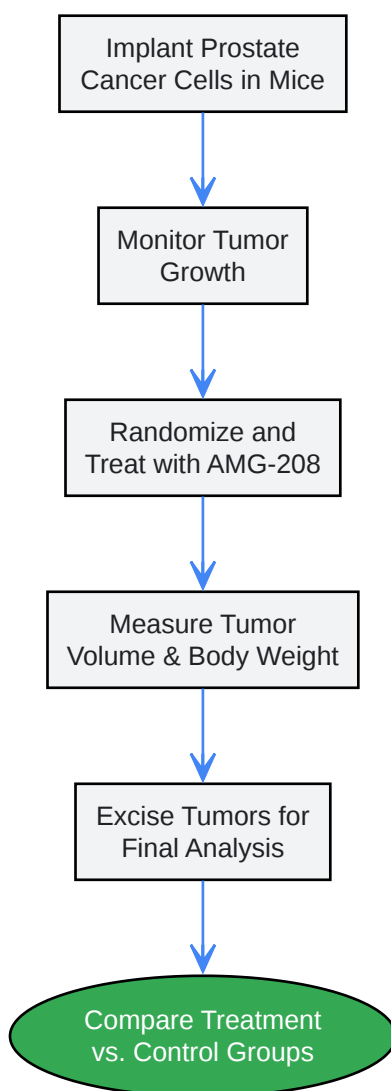 Implant Prostate
Cancer Cells in Mice
Monitor Tumor
Growth
Randomize and
Treat with AMG-208
Measure Tumor
Volume & Body Weight
Excise Tumors for
Final Analysis
Compare Treatment
vs. Control Groups